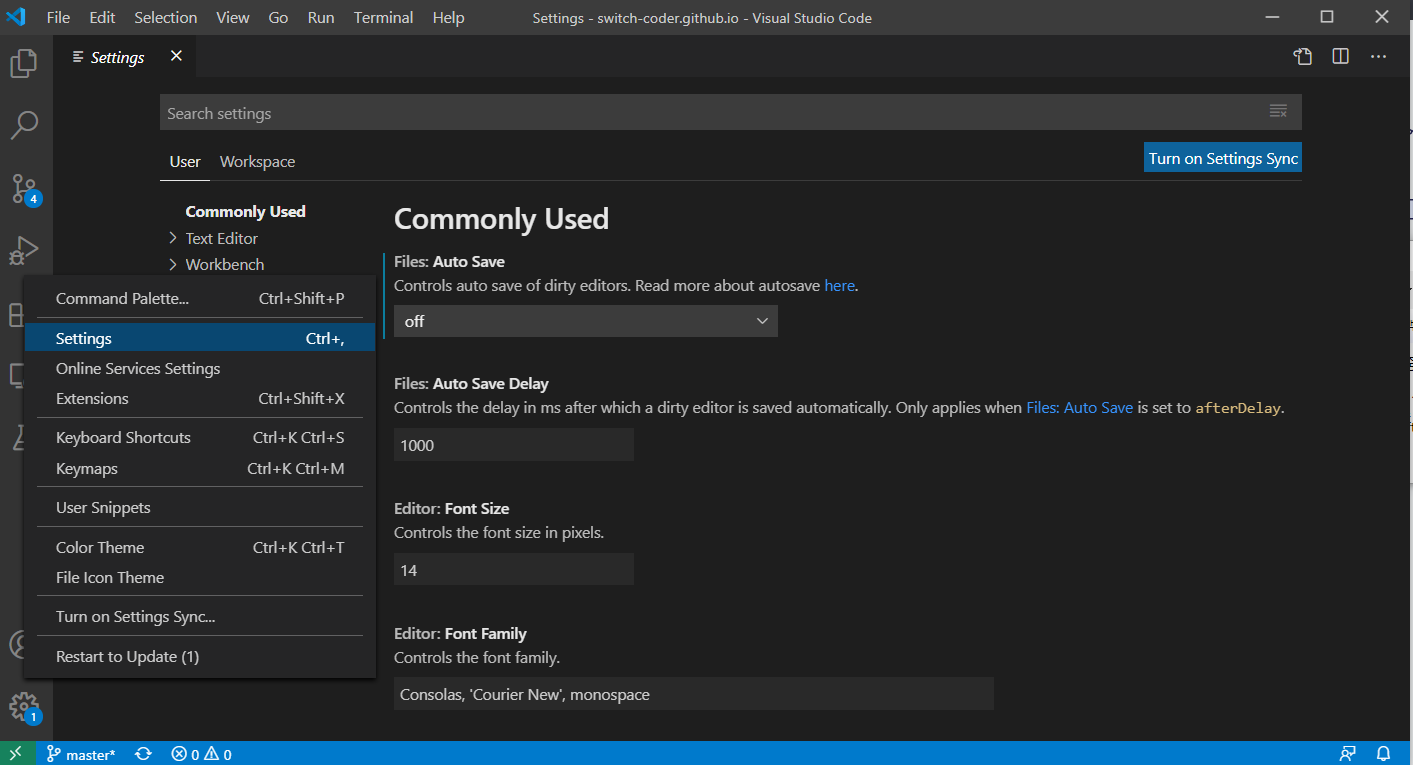 File Edit Selection View Go Run Terminal Help Settings - switch-coder.github.io - Visual Studio Code
Settings
Search settings
User Workspace Turn on Settings Sync
Commonly Used
Text Editor
Workbench
Commonly Used
Files: Auto Save
Controls auto save of dirty editors. Read more about autosave here.
off
Files: Auto Save Delay
Controls the delay in ms after which a dirty editor is saved automatically. Only applies when Files: Auto Save is set to afterDelay.
1000
Editor: Font Size
Controls the font size in pixels.
14
Editor: Font Family
Controls the font family.
Consolas, 'Courier New', monospace
4
Command Palette... Ctrl+Shift+P
Settings Ctrl+,
Online Services Settings
Extensions Ctrl+Shift+X
Keyboard Shortcuts Ctrl+K Ctrl+S
Keymaps Ctrl+K Ctrl+M
User Snippets
Color Theme Ctrl+K Ctrl+T
File Icon Theme
Turn on Settings Sync...
Restart to Update (1)
1
master* 0 0